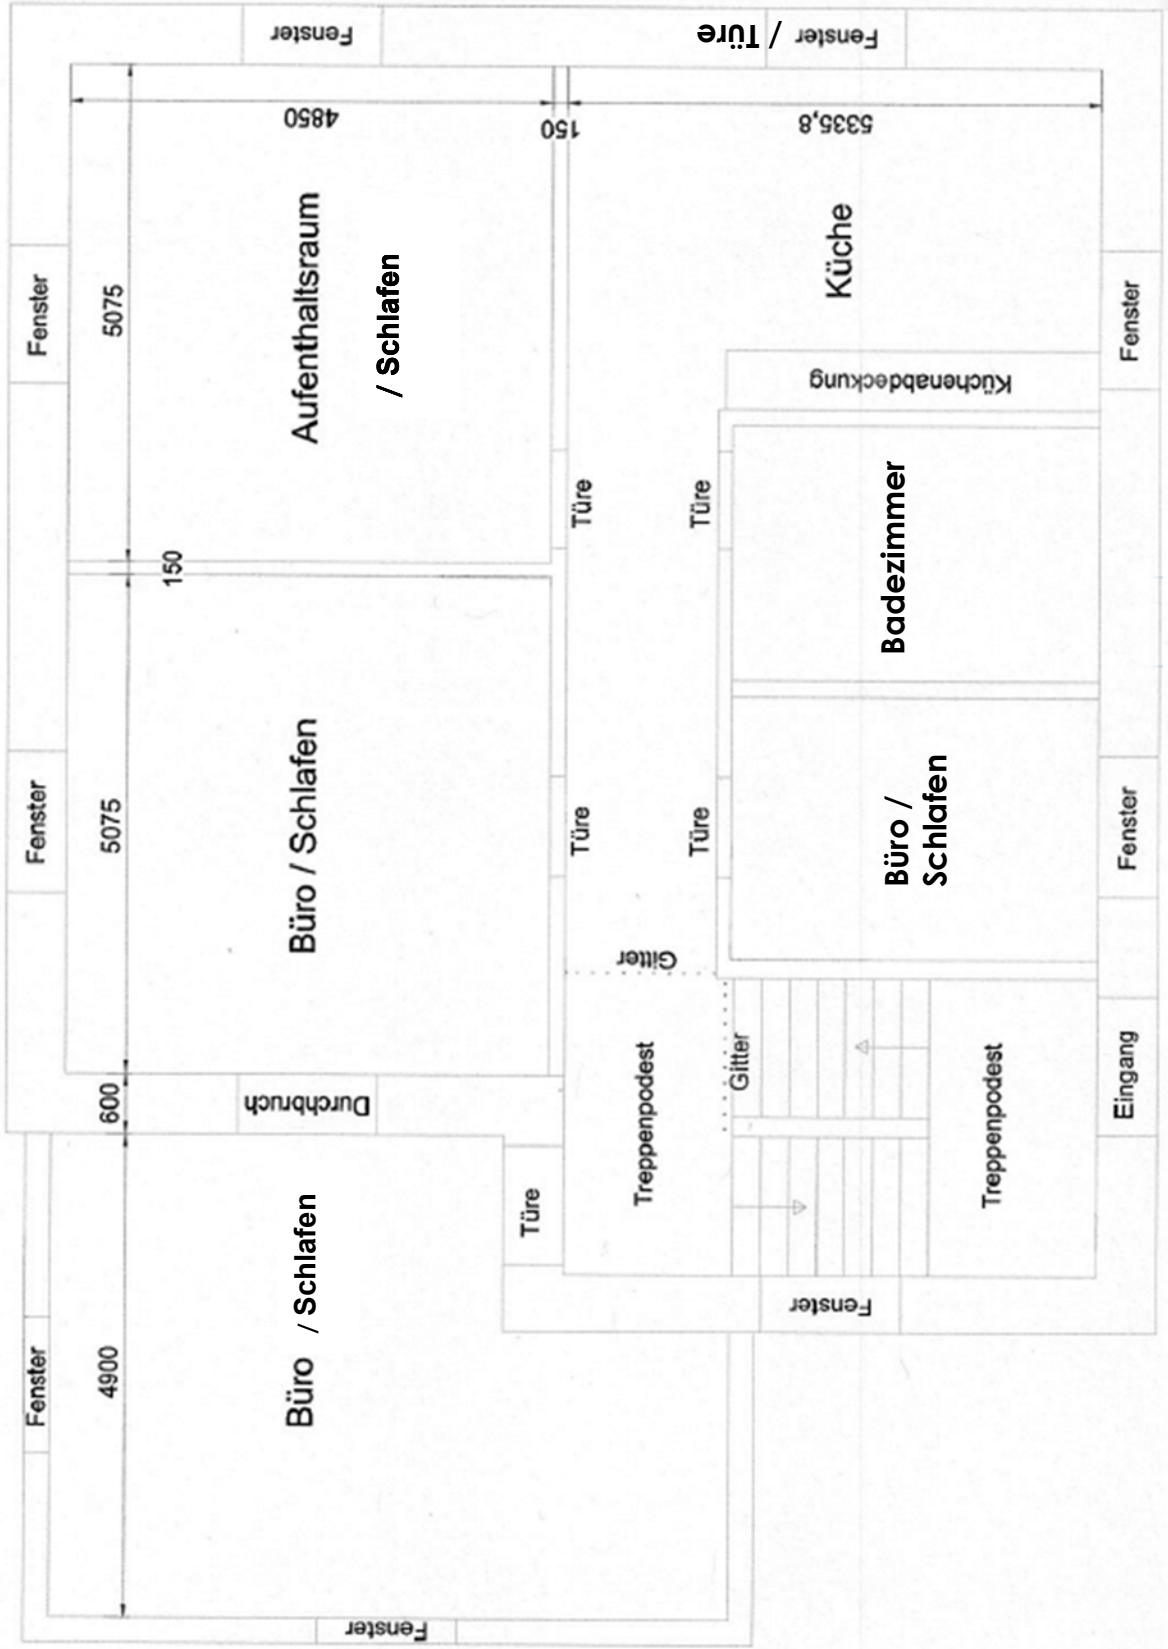 Fenster
Fenster
Fenster
5075
5075
600
4900
150
Durchbruch
Büro / Schlafen
Büro / Schlafen
Aufenthaltsraum
/ Schlafen
Fenster
4850
150
Fenster
Türe
Türe
Türe
Türe
Türe
Gitter
Gitter
Treppenpodest
Treppenpodest
Fenster
Büro /
Schlafen
Badezimmer
Küchenabdeckung
Küche
5335,8
Fenster / Türe
Eingang
Fenster
Fenster